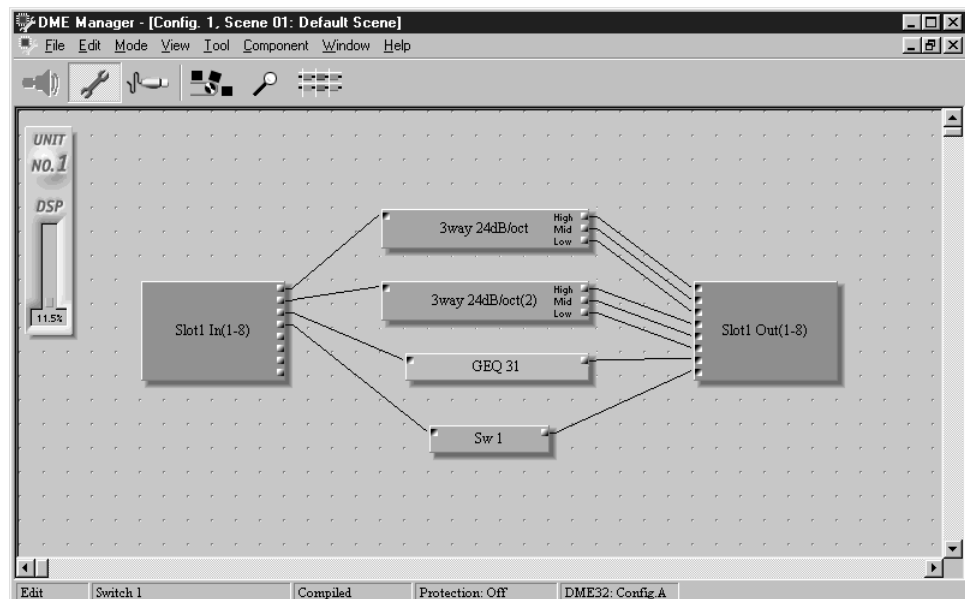 DME Manager - [Config. 1, Scene 01: Default Scene]
File Edit Mode View Tool Component Window Help
UNIT
NO.1
DSP
11.5%
3way 24dB/oct
High
Mid
Low
3way 24dB/oct(2)
High
Mid
Low
Slot1 In(1-8)
Slot1 Out(1-8)
GEQ 31
Sw 1
Edit Switch 1 Compiled Protection: Off DME32: Config.A